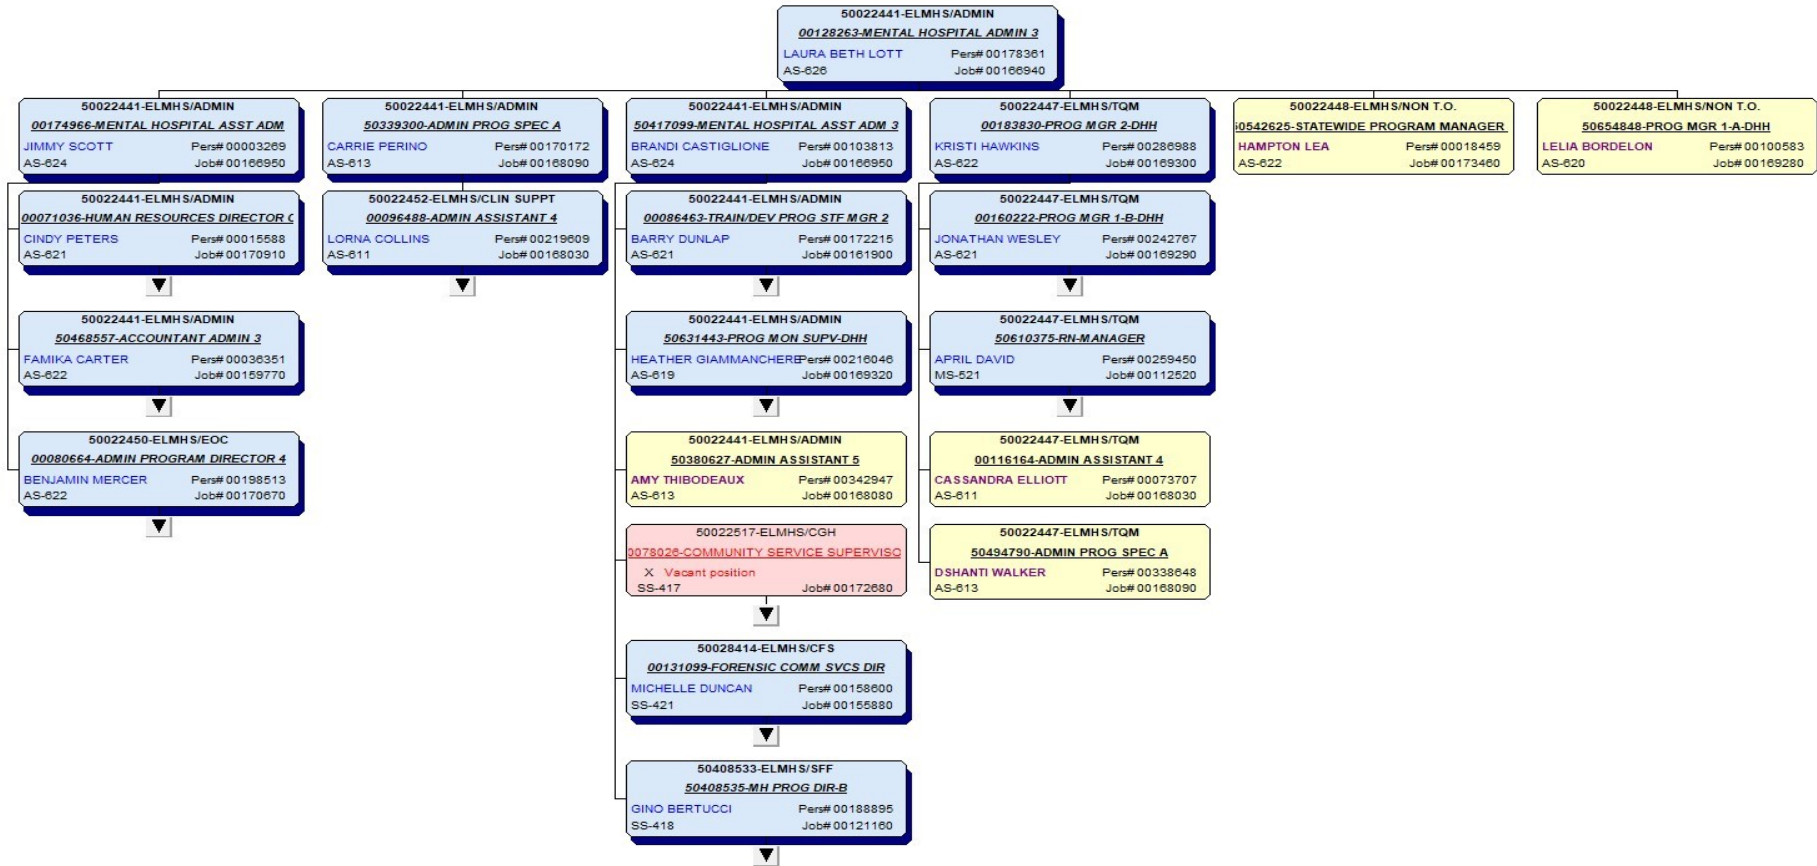 50022441-ELMHS/ADMIN
00128263-MENTAL HOSPITAL ADMIN 3
LAURA BETH LOTT Pers# 00178361
AS-626 Job# 00166940
50022441-ELMHS/ADMIN
00174966-MENTAL HOSPITAL ASST ADM
JIMMY SCOTT Pers# 00003269
AS-624 Job# 00166950
50022441-ELMHS/ADMIN
50339300-ADMIN PROG SPEC A
CARRIE PERINO Pers# 00170172
AS-613 Job# 00168090
50022441-ELMHS/ADMIN
50417099-MENTAL HOSPITAL ASST ADM 3
BRANDI CASTIGLIONE Pers# 00103813
AS-624 Job# 00166950
50022447-ELMHS/TQM
00183830-PROG MGR 2-DHH
KRISTI HAWKINS Pers# 00286988
AS-622 Job# 00169300
50022448-ELMHS/NON T.O.
50542625-STATEWIDE PROGRAM MANAGER
HAMPTON LEA Pers# 00018459
AS-622 Job# 00173460
50022448-ELMHS/NON T.O.
50654848-PROG MGR 1-A-DHH
LELIA BORDELON Pers# 00100583
AS-620 Job# 00169280
50022441-ELMHS/ADMIN
00071036-HUMAN RESOURCES DIRECTOR C
CINDY PETERS Pers# 00015588
AS-621 Job# 00170910
50022452-ELMHS/CLIN SUPPT
00096488-ADMIN ASSISTANT 4
LORNA COLLINS Pers# 00219609
AS-611 Job# 00168030
50022441-ELMHS/ADMIN
00086463-TRAIN/DEV PROG STF MGR 2
BARRY DUNLAP Pers# 00172215
AS-621 Job# 00161900
50022447-ELMHS/TQM
00160222-PROG MGR 1-B-DHH
JONATHAN WESLEY Pers# 00242767
AS-621 Job# 00169290
50022441-ELMHS/ADMIN
50468557-ACCOUNTANT ADMIN 3
FAMIKA CARTER Pers# 00036351
AS-622 Job# 00159770
50022441-ELMHS/ADMIN
50631443-PROG MON SUPV-DHH
HEATHER GIAMMANCHERE Pers# 00216046
AS-619 Job# 00169320
50022447-ELMHS/TQM
50610375-RN-MANAGER
APRIL DAVID Pers# 00259450
MS-521 Job# 00112520
50022450-ELMHS/EOC
00080664-ADMIN PROGRAM DIRECTOR 4
BENJAMIN MERCER Pers# 00198513
AS-622 Job# 00170670
50022441-ELMHS/ADMIN
50380627-ADMIN ASSISTANT 5
AMY THIBODEAUX Pers# 00342947
AS-613 Job# 00168080
50022447-ELMHS/TQM
00116164-ADMIN ASSISTANT 4
CASSANDRA ELLIOTT Pers# 00073707
AS-611 Job# 00168030
50022517-ELMHS/CGH
0078026-COMMUNITY SERVICE SUPERVISO
X Vacant position
SS-417 Job# 00172680
50022447-ELMHS/TQM
50494790-ADMIN PROG SPEC A
DSHANTI WALKER Pers# 00338648
AS-613 Job# 00168090
50028414-ELMHS/CFS
00131099-FORENSIC COMM SVCS DIR
MICHELLE DUNCAN Pers# 00158600
SS-421 Job# 00155880
50408533-ELMHS/SFF
50408535-MH PROG DIR-B
GINO BERTUCCI Pers# 00188895
SS-418 Job# 00121160